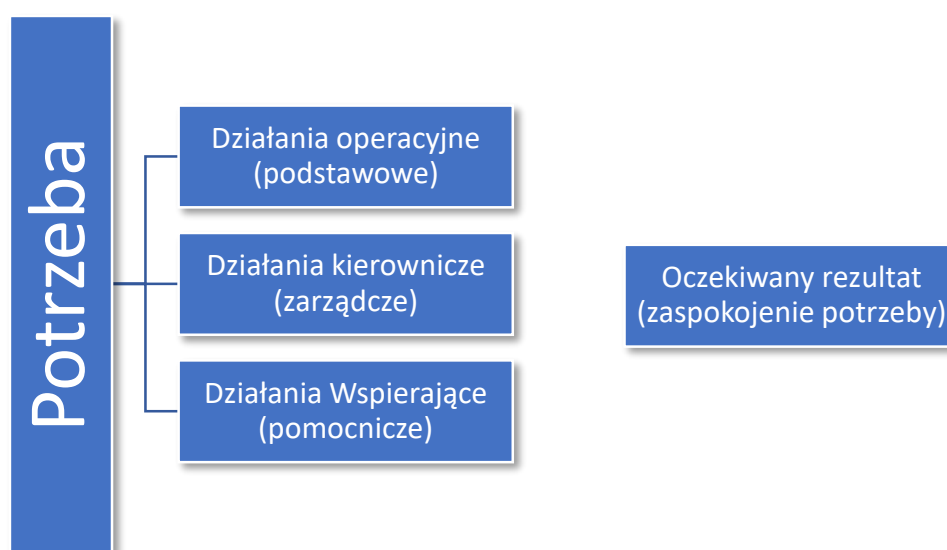 Potrzeba
Działania operacyjne
(podstawowe)
Działania kierownicze
(zarządcze)
Działania Wspierające
(pomocnicze)
Oczekiwany rezultat
(zaspokojenie potrzeby)